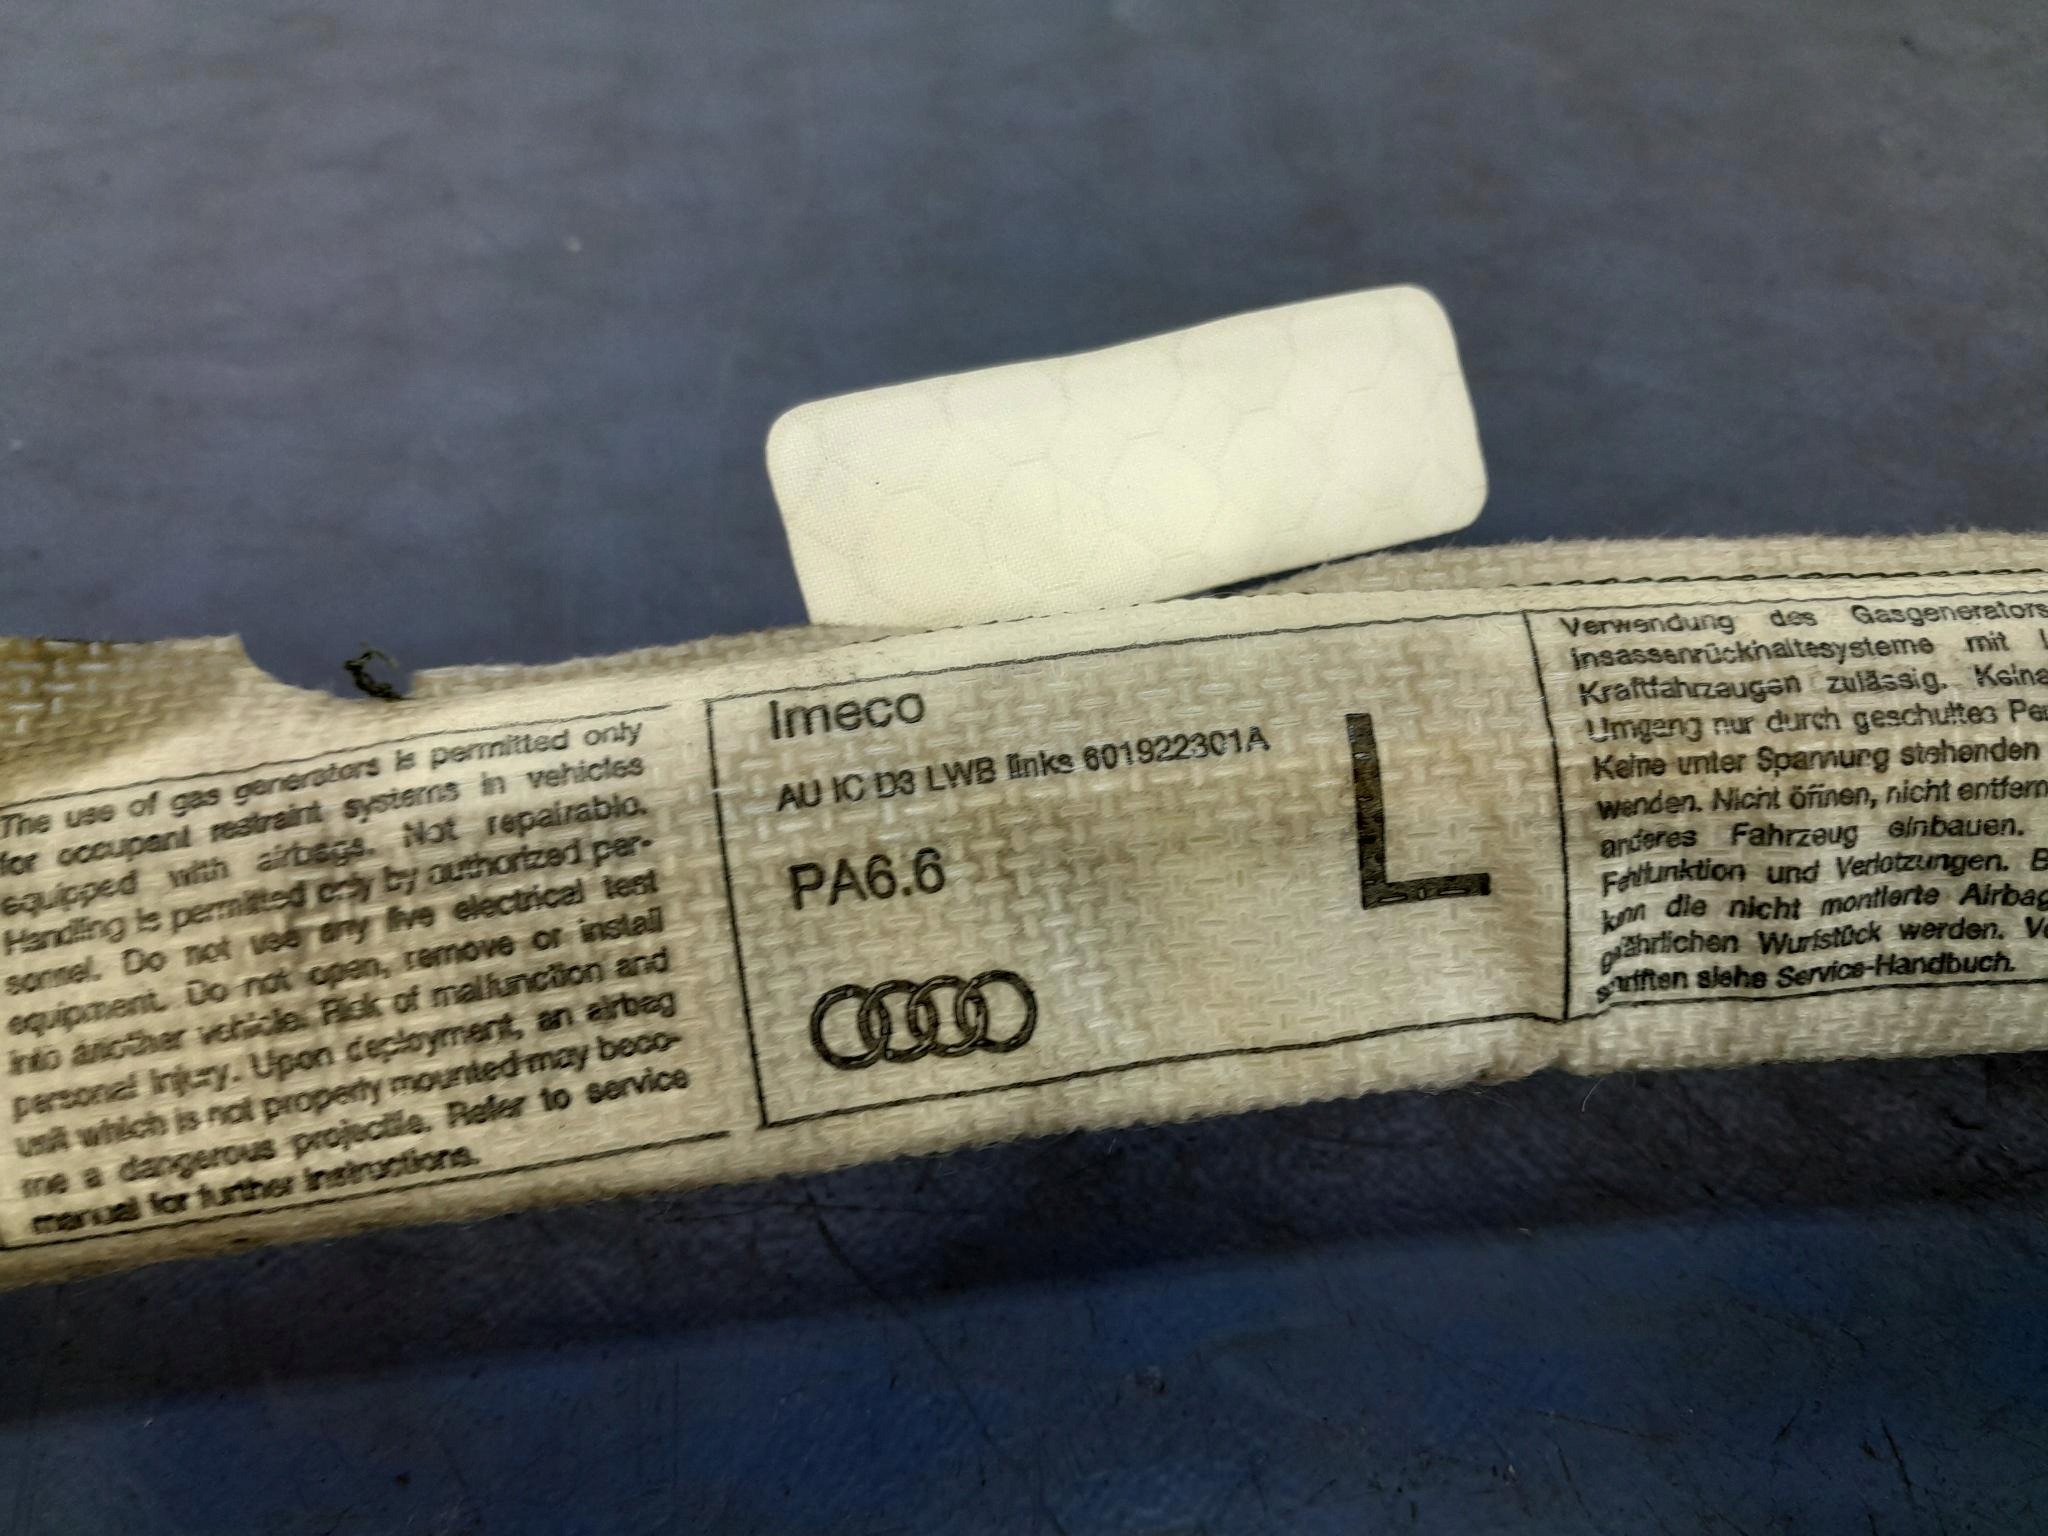 The use of gas generators is permitted only
for occupant restraint systems in vehicles
equipped with airbags. Not repairable.
Handling is permitted only by authorized per-
sonnel. Do not use any live electrical test
equipment. Do not open, remove or install
into another vehicle. Risk of malfunction and
personal injury. Upon deployment, an airbag
unit which is not properly mounted may beco-
me a dangerous projectile. Refer to service
manual for further instructions.
Imeco
AU IC D3 LWB links 601922301A
PA6.6
L
Verwendung des Gasgenerators
Insassenrückhaltesysteme mit
Kraftfahrzeugen zulässig. Keine
Umgang nur durch geschultes
Keine unter Spannung stehenden
wenden. Nicht öffnen, nicht
anderes Fahrzeug einbauen.
Fehlfunktion und Verletzungen.
kann die nicht montierte
gefährlichen Wurfstück werden.
schriften siehe Service-Handbuch.